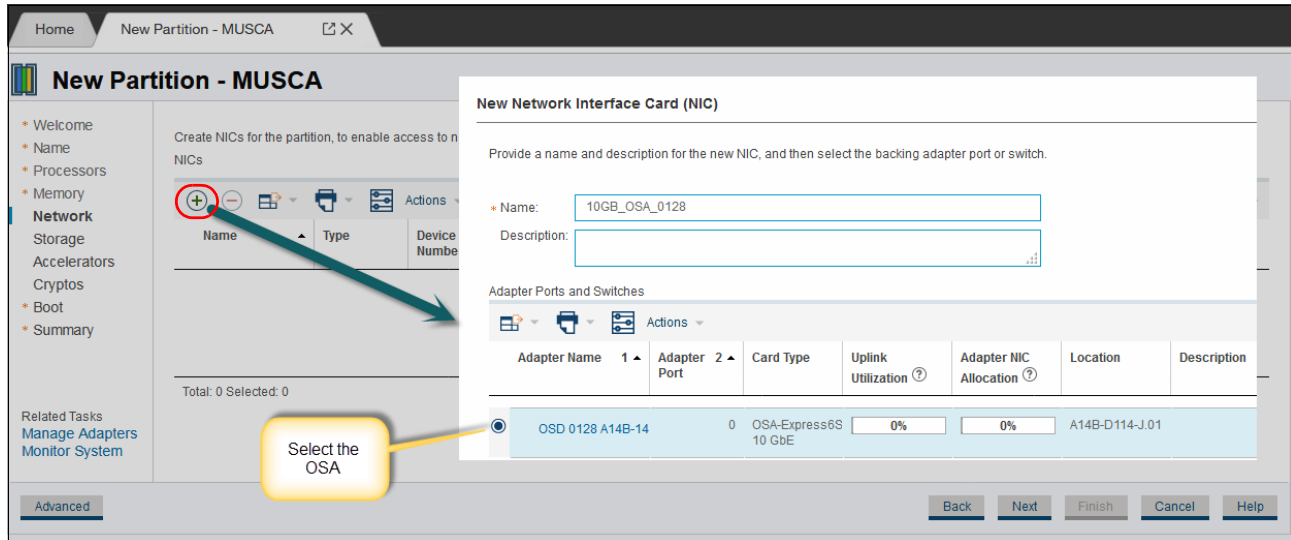 Home
New Partition - MUSCA
New Partition - MUSCA
* Welcome
* Name
* Processors
* Memory
Network
Storage
Accelerators
Cryptos
* Boot
* Summary
Related Tasks
Manage Adapters
Monitor System
Create NICs for the partition, to enable access to n
NICs
Actions
Name Type Device
Numbe
Total: 0 Selected: 0
Select the
OSA
New Network Interface Card (NIC)
Provide a name and description for the new NIC, and then select the backing adapter port or switch.
* Name: 10GB_OSA_0128
Description:
Adapter Ports and Switches
Actions
Adapter Name 1 Adapter 2 Card Type Uplink Adapter NIC Location Description
Port Utilization ? Allocation ?
OSD 0128 A14B-14 0 OSA-Express6S 0% 0% A14B-D114-J.01
10 GbE
Advanced Back Next Finish Cancel Help